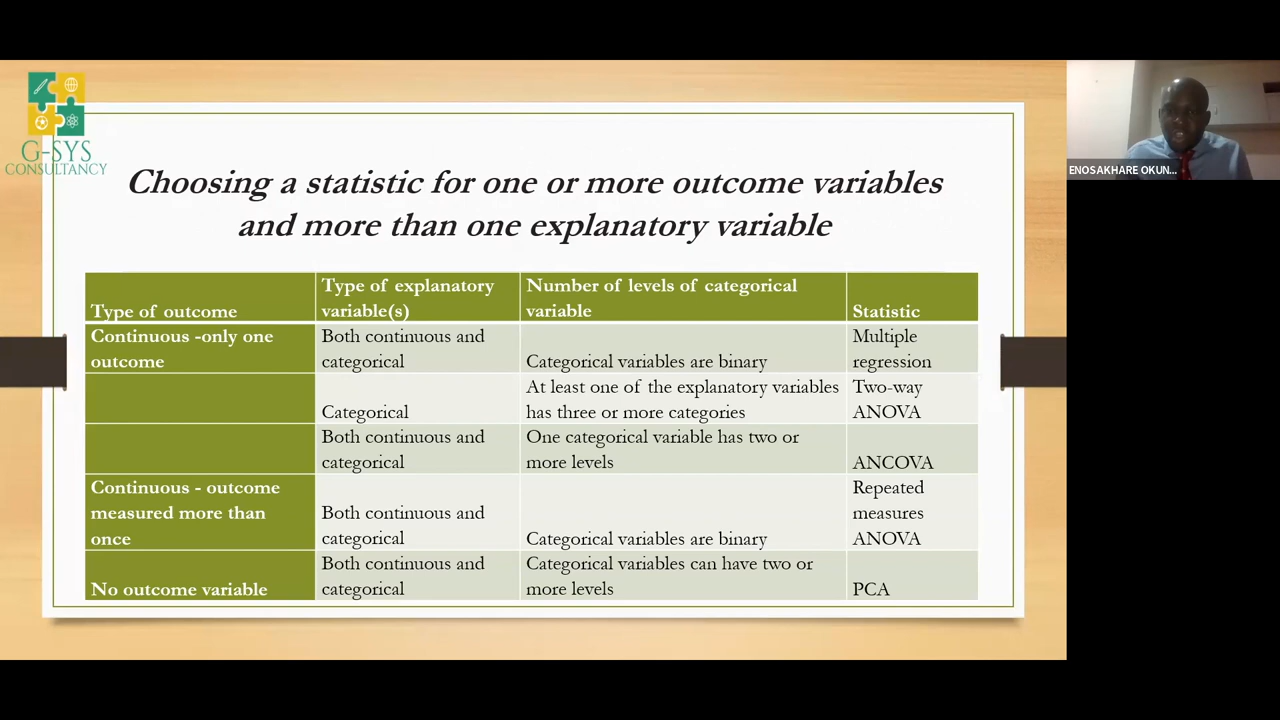 G-SYS
CONSULTANCY
Choosing a statistic for one or more outcome variables
and more than one explanatory variable
Type of outcome
Type of explanatory
variable(s)
Number of levels of categorical
variable
Statistic
Continuous -only one
outcome
Both continuous and
categorical
Categorical variables are binary
Multiple
regression
Categorical
At least one of the explanatory variables
has three or more categories
Two-way
ANOVA
Both continuous and
categorical
One categorical variable has two or
more levels
ANCOVA
Continuous - outcome
measured more than
once
Both continuous and
categorical
Categorical variables are binary
Repeated
measures
ANOVA
No outcome variable
Both continuous and
categorical
Categorical variables can have two or
more levels
PCA
ENOSAKHARE OKUN...